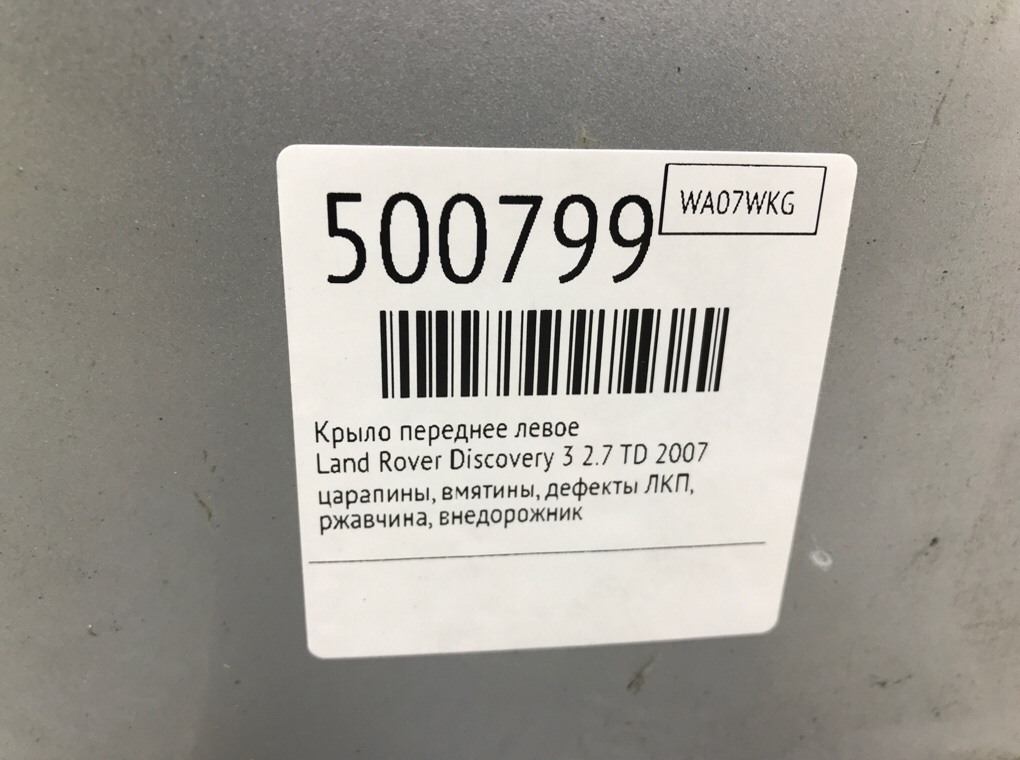 500799
WA07WKG
Крыло переднее левое
Land Rover Discovery 3 2.7 TD 2007
царапины, вмятины, дефекты ЛКП,
ржавчина, внедорожник